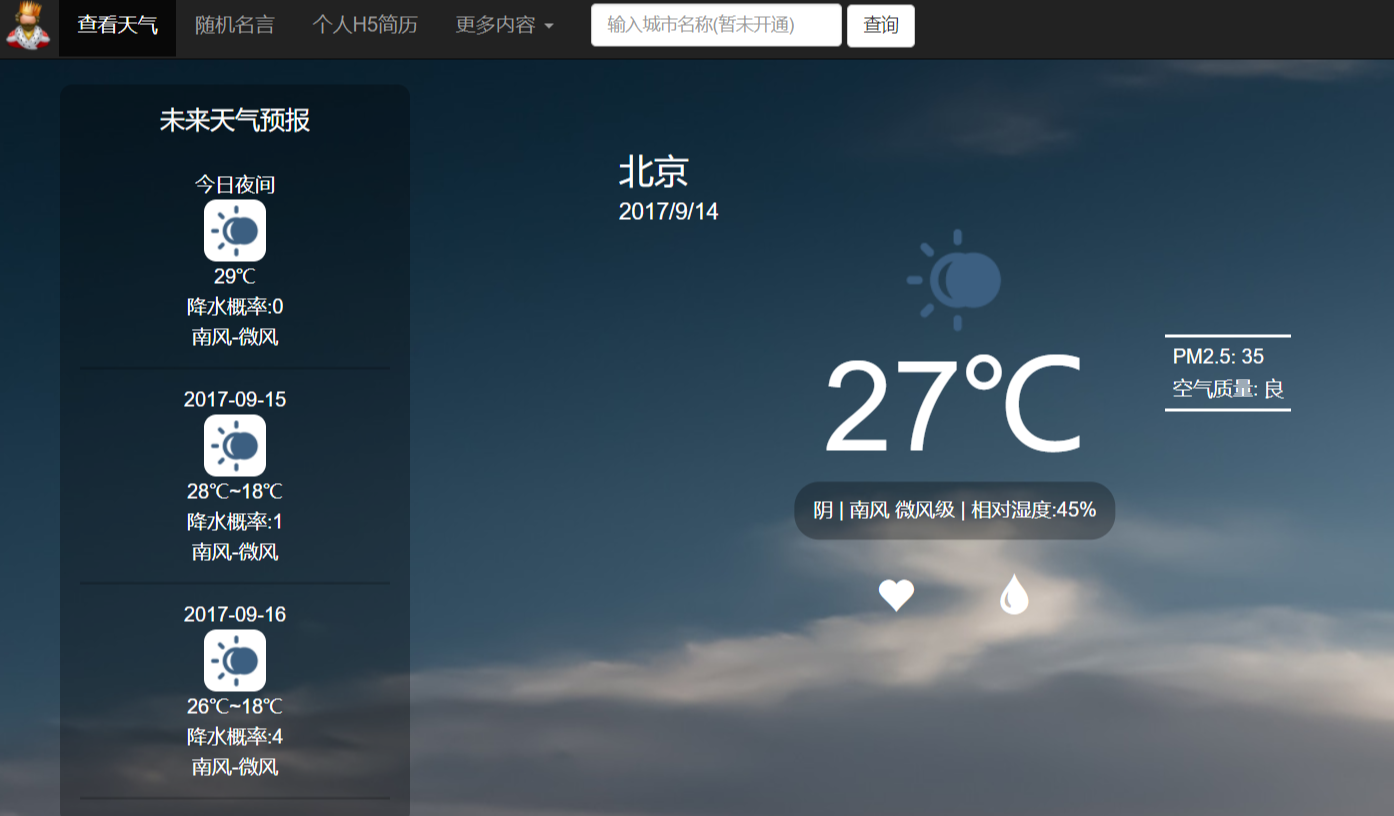 查看天气
随机名言
个人H5简历
更多内容
输入城市名称(暂未开通)
查询
未来天气预报
今日夜间
29℃
降水概率:0
南风-微风
2017-09-15
28℃~18℃
降水概率:1
南风-微风
2017-09-16
26℃~18℃
降水概率:4
南风-微风
北京
2017/9/14
27℃
阴 | 南风 微风级 | 相对湿度:45%
PM2.5: 35
空气质量: 良